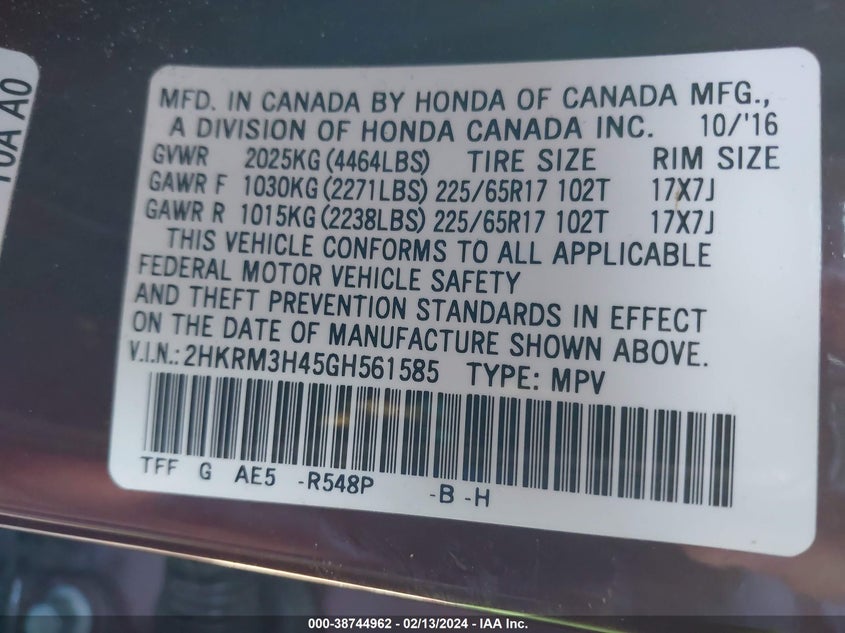 10A A0
MFD. IN CANADA BY HONDA OF CANADA MFG.,
A DIVISION OF HONDA CANADA INC. 10/'16
GVWR 2025KG (4464LBS) TIRE SIZE RIM SIZE
GAWR F 1030KG (2271LBS) 225/65R17 102T 17X7J
GAWR R 1015KG (2238LBS) 225/65R17 102T 17X7J
THIS VEHICLE CONFORMS TO ALL APPLICABLE
FEDERAL MOTOR VEHICLE SAFETY
AND THEFT PREVENTION STANDARDS IN EFFECT
ON THE DATE OF MANUFACTURE SHOWN ABOVE.
V.I.N.: 2HKRM3H45GH561585 TYPE: MPV
TFF G AE5 -R548P -B -H
000-38744962 - 02/13/2024 - IAA Inc.